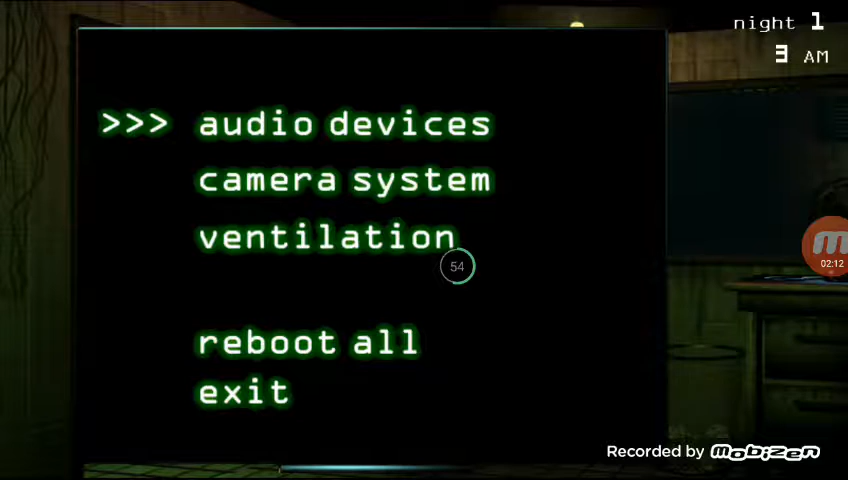 night 1
3 AM
>>> audio devices
camera system
ventilation
54
02:12
reboot all
exit
Recorded by mobizen